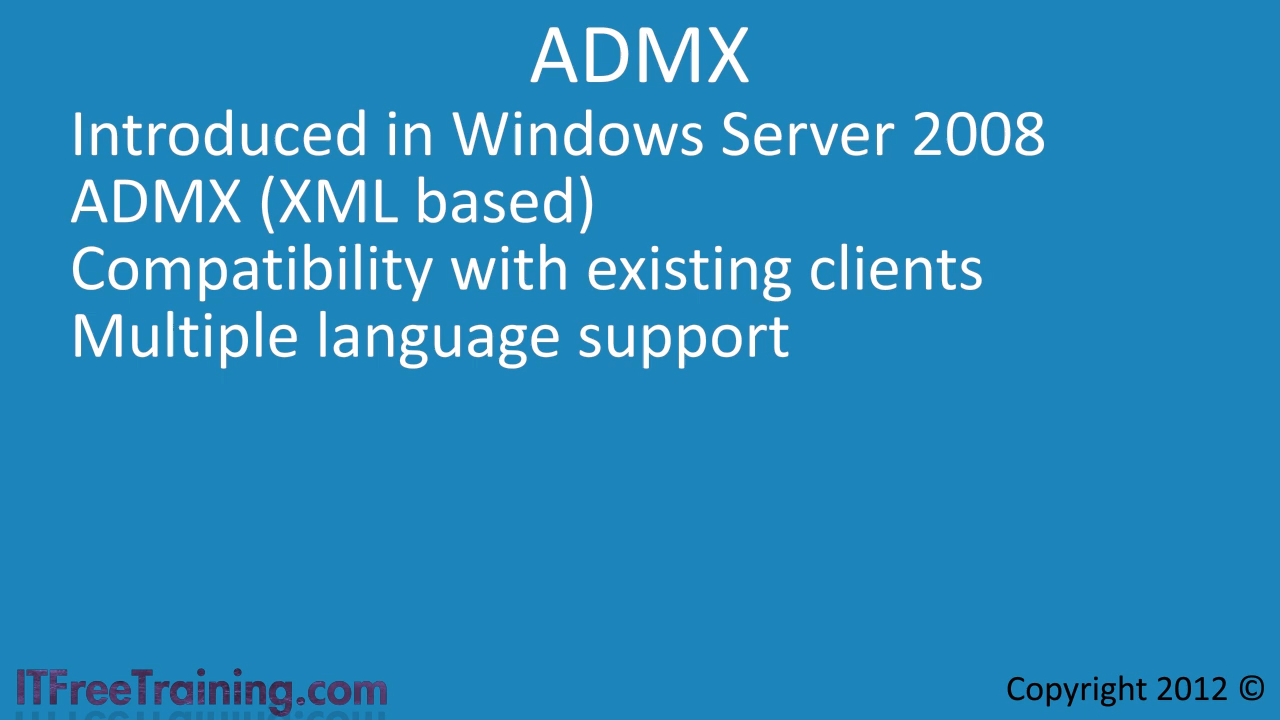 ADMX
Introduced in Windows Server 2008
ADMX (XML based)
Compatibility with existing clients
Multiple language support
ITFreeTraining.com
Copyright 2012 ©